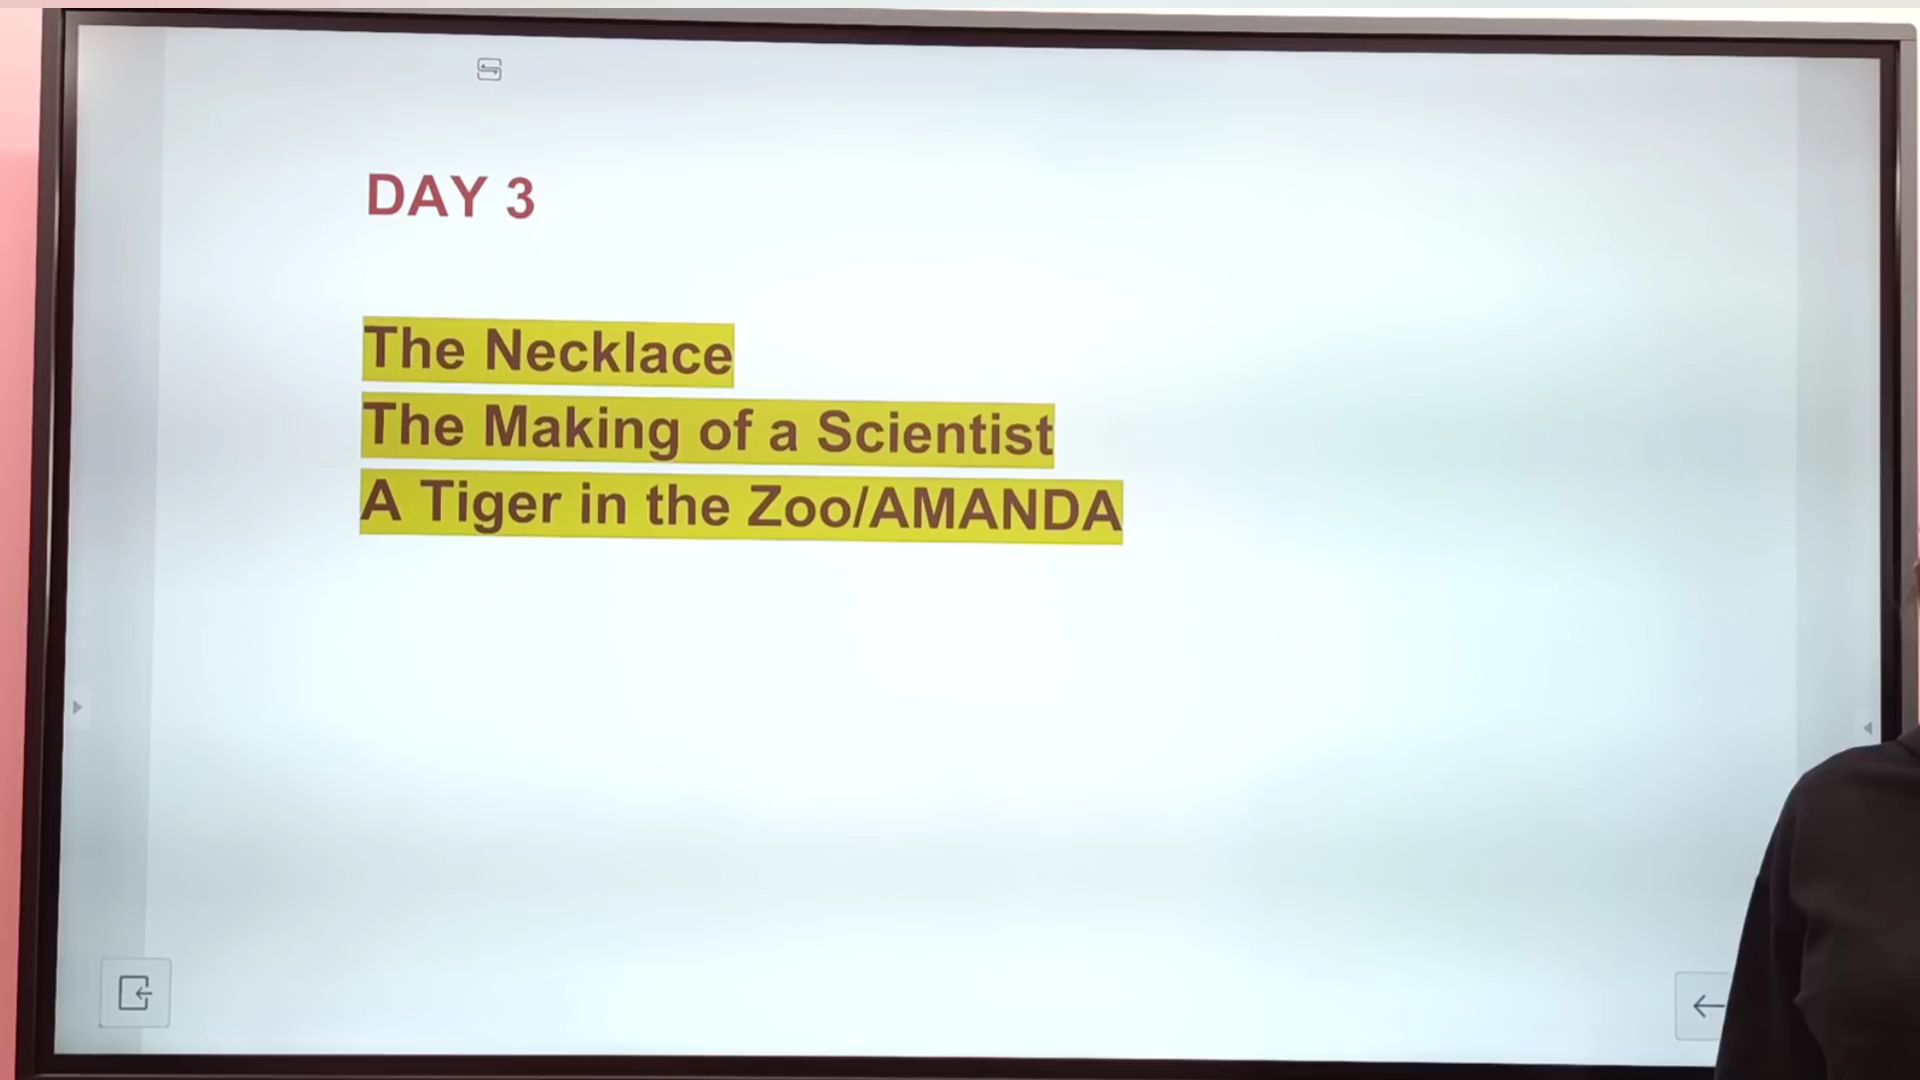 DAY 3
The Necklace
The Making of a Scientist
A Tiger in the Zoo/AMANDA